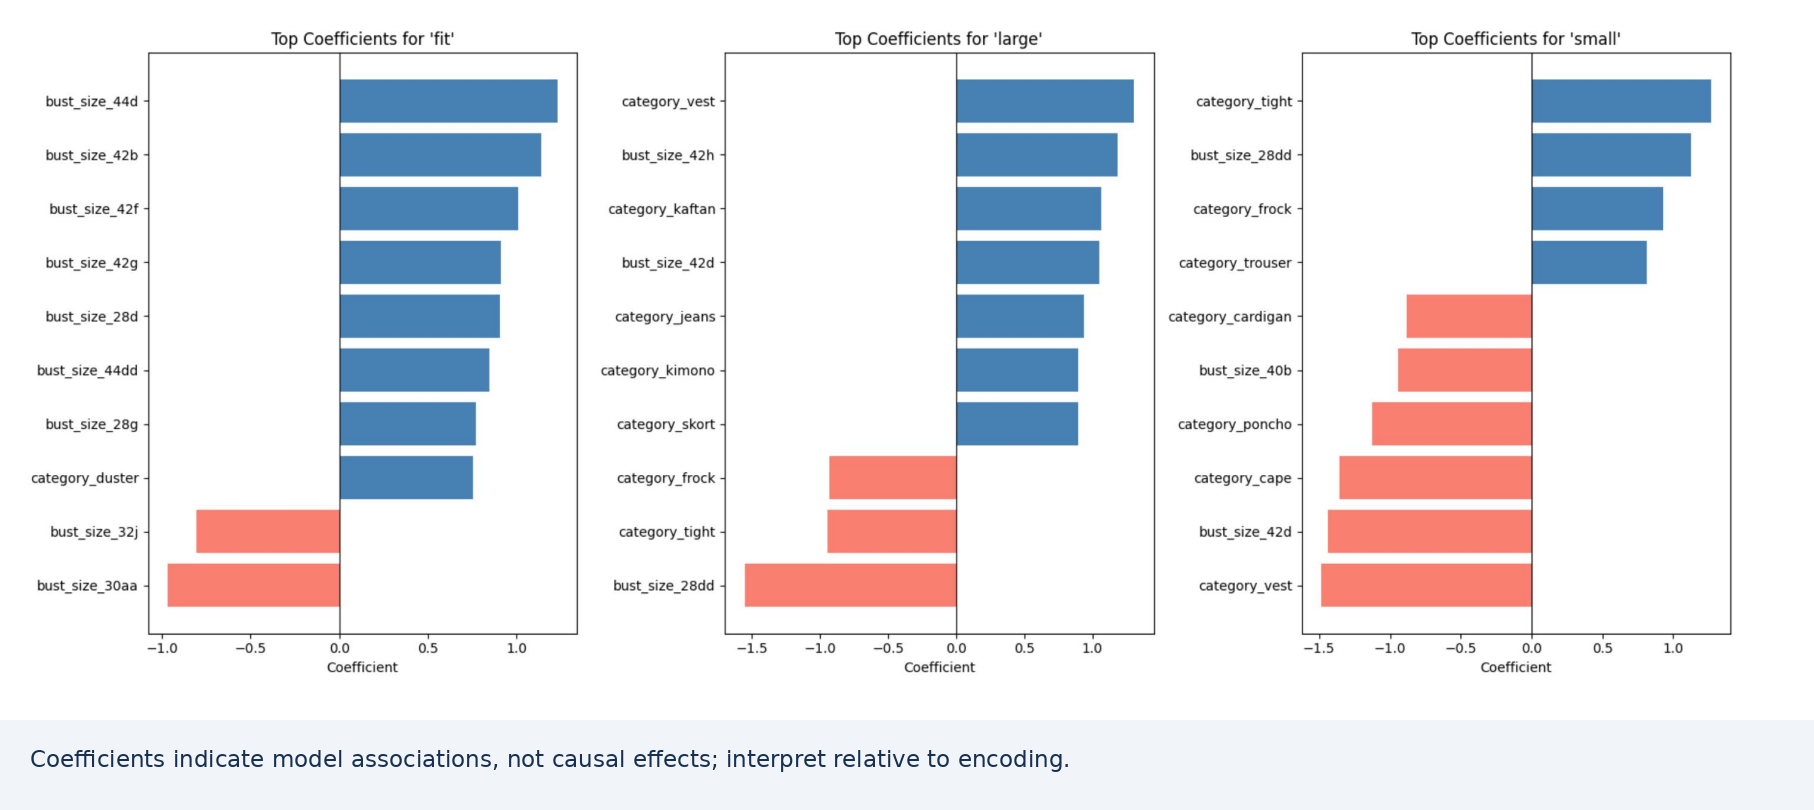 Top Coefficients for 'fit'
bust_size_44d
bust_size_42b
bust_size_42f
bust_size_42g
bust_size_28d
bust_size_44dd
bust_size_28g
category_duster
bust_size_32j
bust_size_30aa
−1.0 −0.5 0.0 0.5 1.0
Coefficient
Top Coefficients for 'large'
category_vest
bust_size_42h
category_kaftan
bust_size_42d
category_jeans
category_kimono
category_skort
category_frock
category_tight
bust_size_28dd
−1.5 −1.0 −0.5 0.0 0.5 1.0
Coefficient
Top Coefficients for 'small'
category_tight
bust_size_28dd
category_frock
category_trouser
category_cardigan
bust_size_40b
category_poncho
category_cape
bust_size_42d
category_vest
−1.5 −1.0 −0.5 0.0 0.5 1.0
Coefficient
Coefficients indicate model associations, not causal effects; interpret relative to encoding.